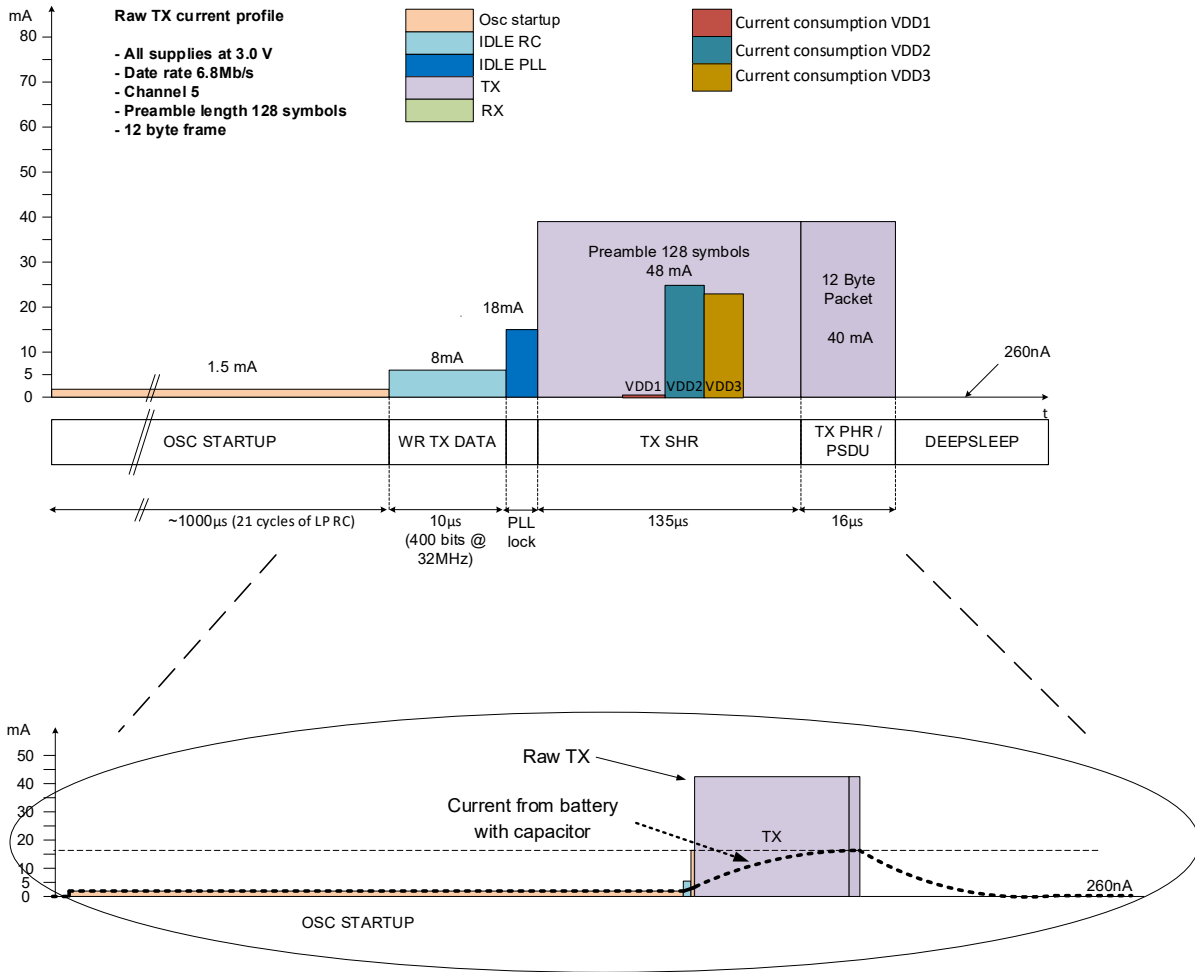 Raw TX current profile
- All supplies at 3.0 V
- Date rate 6.8Mb/s
- Channel 5
- Preamble length 128 symbols
- 12 byte frame
Osc startup
IDLE RC
IDLE PLL
TX
RX
Current consumption VDD1
Current consumption VDD2
Current consumption VDD3
mA
80
70
60
50
40
30
20
10
5
0
1.5 mA
8mA
18mA
Preamble 128 symbols
48 mA
VDD1
VDD2
VDD3
12 Byte
Packet
40 mA
260nA
t
OSC STARTUP
WR TX DATA
TX SHR
TX PHR /
PSDU
DEEPSLEEP
~1000µs (21 cycles of LP RC)
10µs
(400 bits @
32MHz)
PLL
lock
135µs
16µs
mA
50
40
30
20
10
5
0
Raw TX
Current from battery
with capacitor
TX
260nA
OSC STARTUP